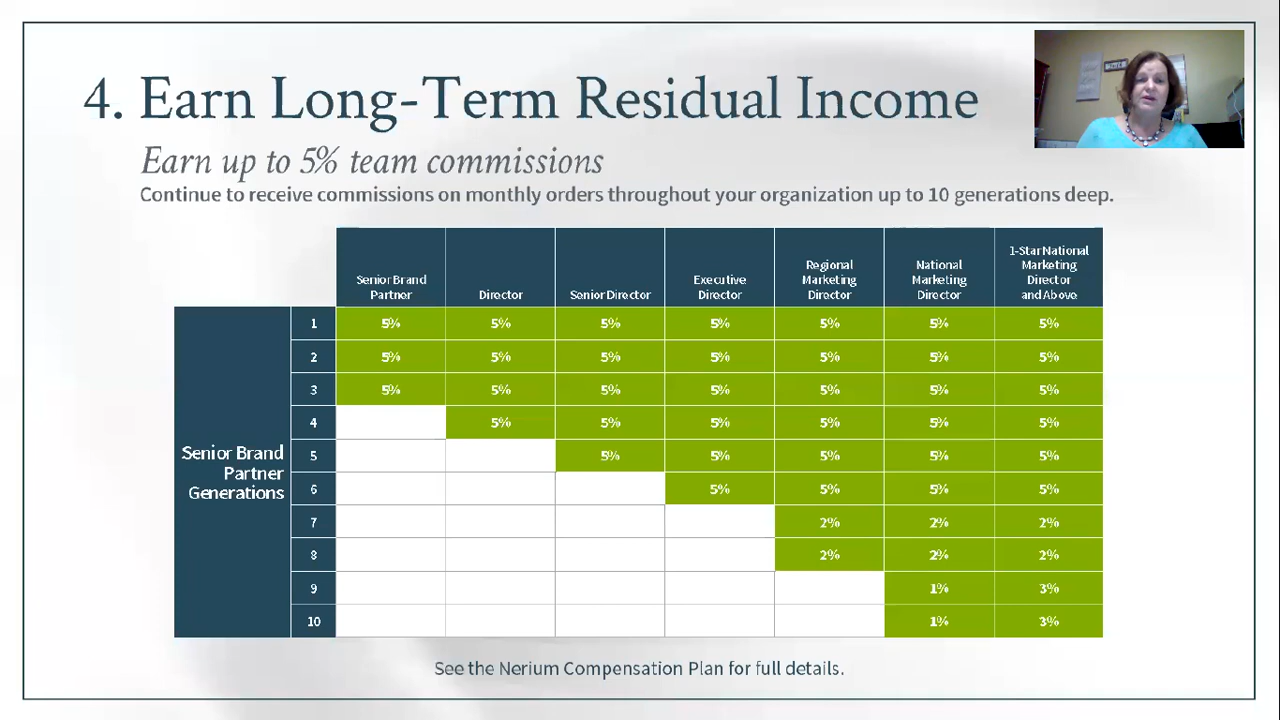 4. Earn Long-Term Residual Income
Earn up to 5% team commissions
Continue to receive commissions on monthly orders throughout your organization up to 10 generations deep.
Senior Brand Partner Director Senior Director Executive Director Regional Marketing Director National Marketing Director 1-Star National Marketing Director and Above
1 5% 5% 5% 5% 5% 5% 5%
2 5% 5% 5% 5% 5% 5% 5%
3 5% 5% 5% 5% 5% 5% 5%
4 5% 5% 5% 5% 5% 5%
Senior Brand
Partner
Generations
5 5% 5% 5% 5% 5%
6 5% 5% 5% 5%
7 2% 2% 2%
8 2% 2% 2%
9 1% 3%
10 1% 3%
See the Nerium Compensation Plan for full details.